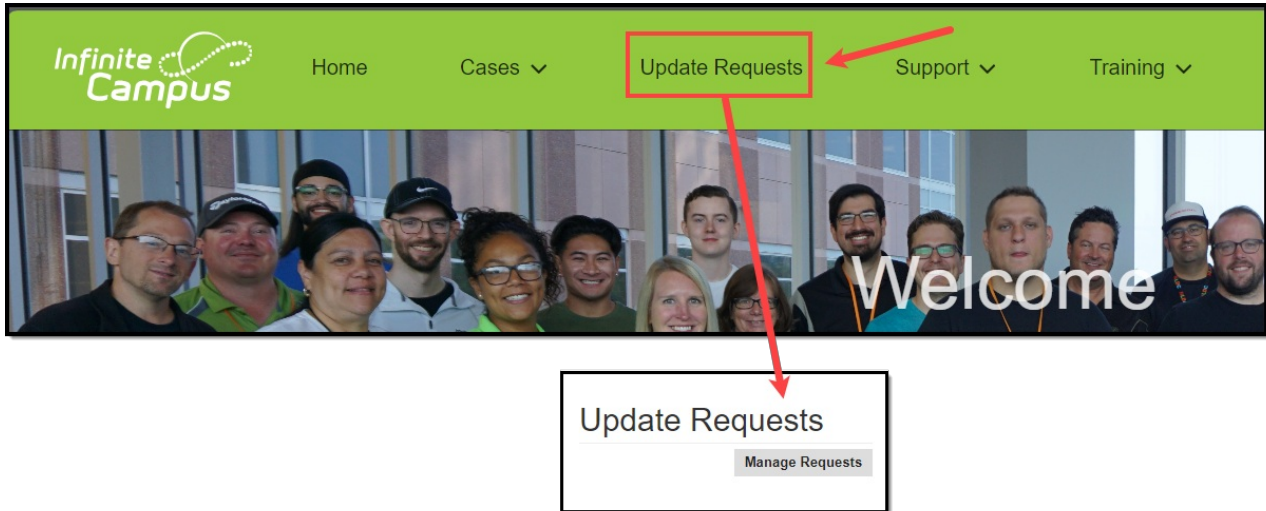 Infinite
Campus
Home
Cases
Update Requests
Support
Training
Welcome
Update Requests
Manage Requests